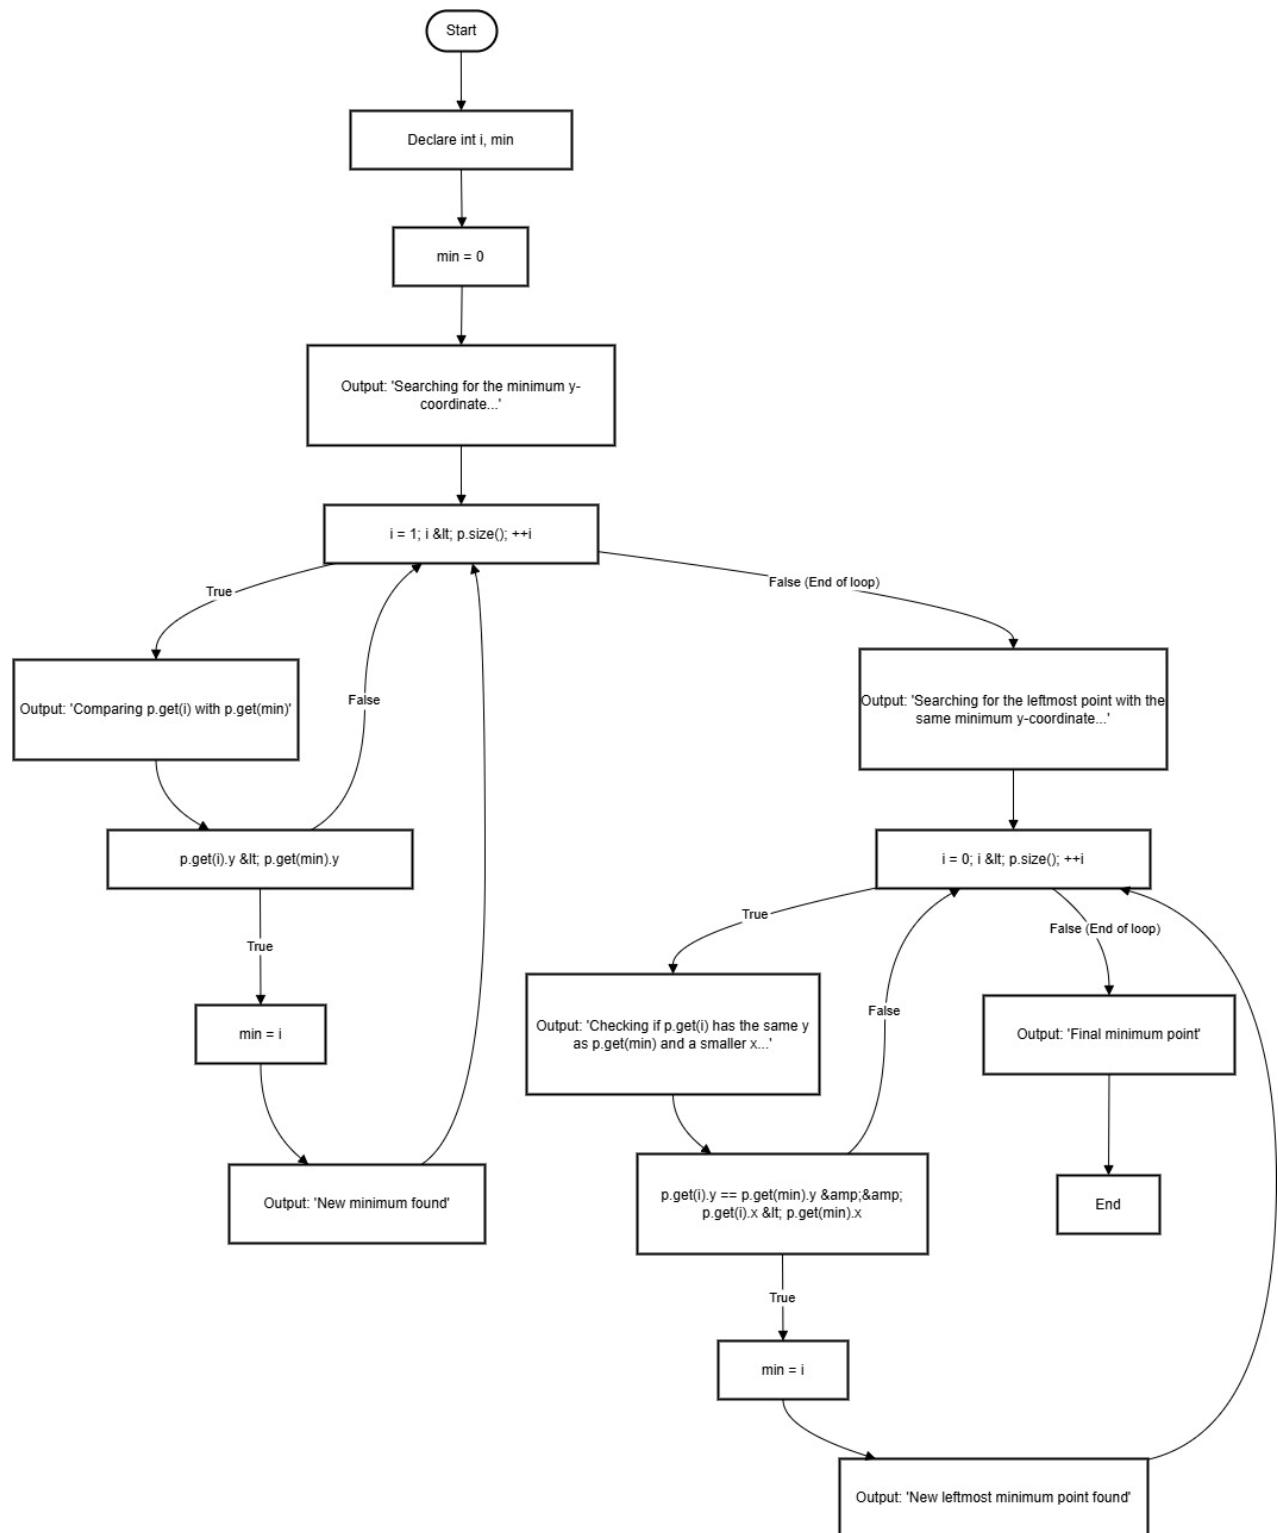 Start
Declare int i, min
min = 0
Output: 'Searching for the minimum y-
coordinate...'
i = 1; i &lt; p.size(); ++i
True
False (End of loop)
Output: 'Comparing p.get(i) with p.get(min)'
False
p.get(i).y &lt; p.get(min).y
True
min = i
Output: 'New minimum found'
Output: 'Searching for the leftmost point with the
same minimum y-coordinate...'
i = 0; i &lt; p.size(); ++i
True
False (End of loop)
Output: 'Checking if p.get(i) has the same y
as p.get(min) and a smaller x...'
False
Output: 'Final minimum point'
p.get(i).y == p.get(min).y &amp;&amp;
p.get(i).x &lt; p.get(min).x
End
True
min = i
Output: 'New leftmost minimum point found'